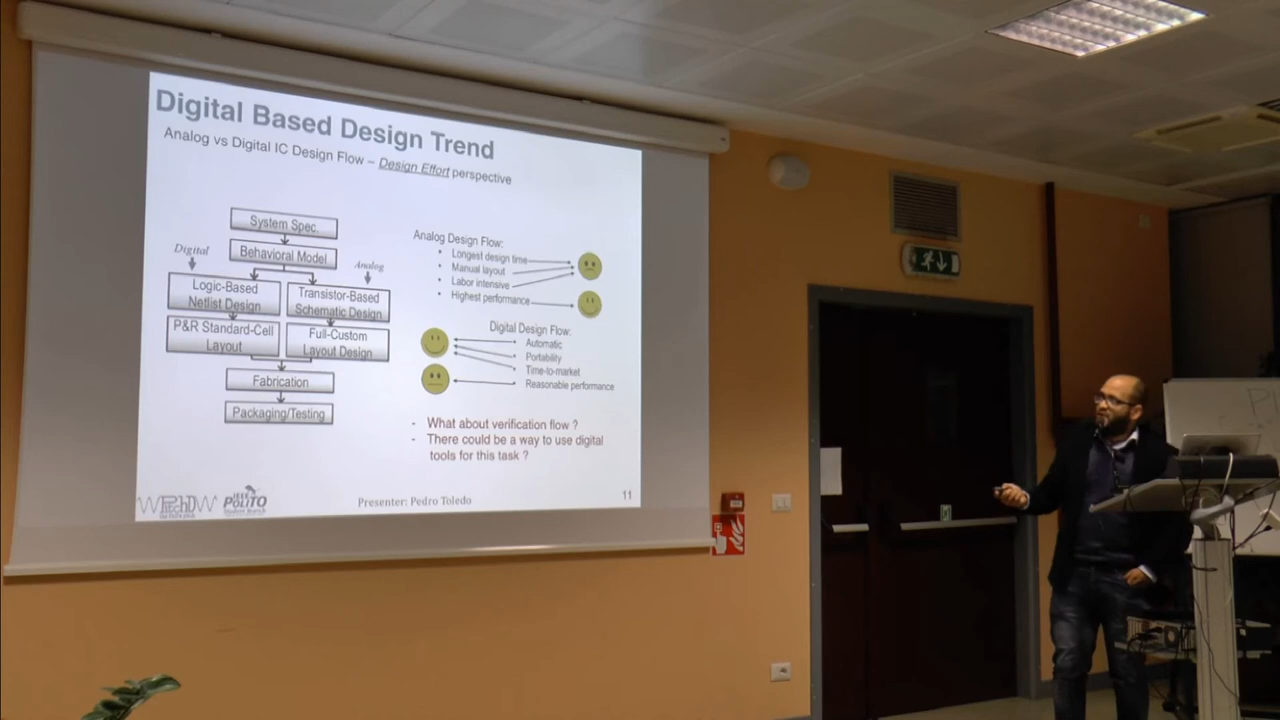 Digital Based Design Trend
Analog vs Digital IC Design Flow – Design Effort perspective
System Spec.
Behavioral Model
Digital
Analog
Logic-Based
Netlist Design
Transistor-Based
Schematic Design
P&R Standard-Cell
Layout
Full-Custom
Layout Design
Fabrication
Packaging/Testing
Analog Design Flow:
• Longest design time
• Manual layout
• Labor intensive
• Highest performance
Digital Design Flow:
• Automatic
• Portability
• Time-to-market
• Reasonable performance
- What about verification flow ?
- There could be a way to use digital
tools for this task ?
WPitchDW
IEEE
POLITO
Student Branch
Presenter: Pedro Toledo
11